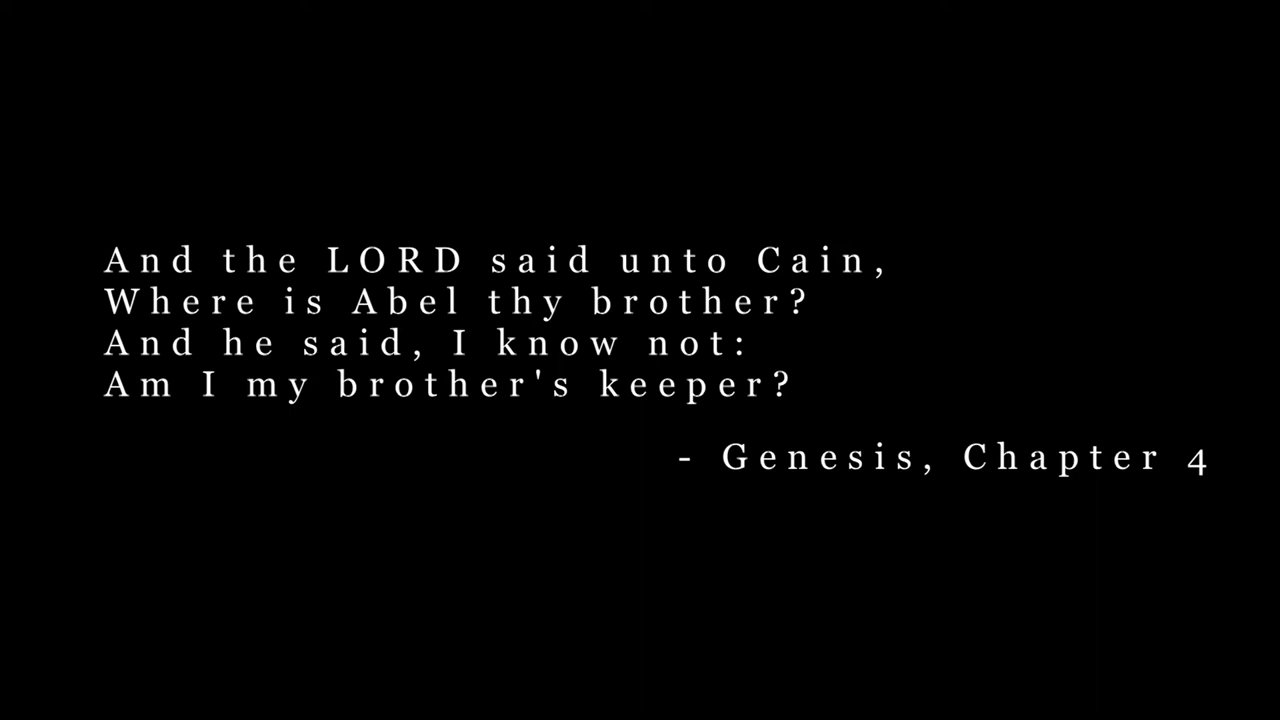 And the LORD said unto Cain,
Where is Abel thy brother?
And he said, I know not:
Am I my brother's keeper?
- Genesis, Chapter 4